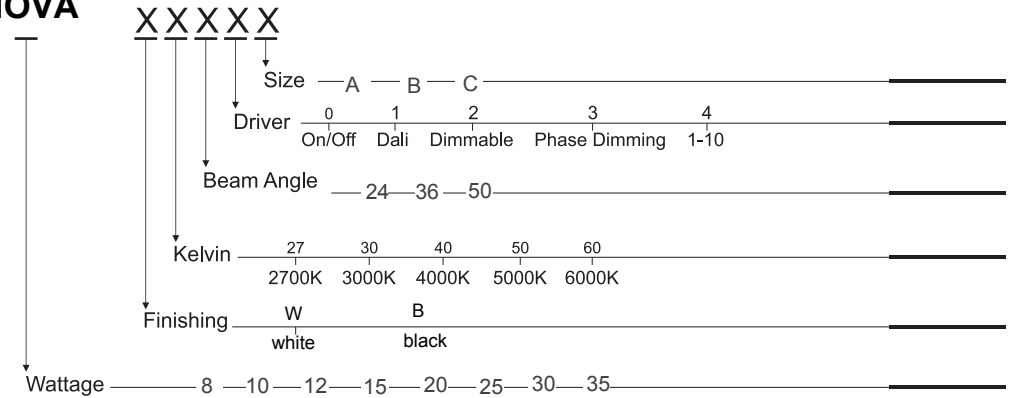 NOVA
X X X X X
Size A B C
0 1 2 3 4
Driver
On/Off Dali Dimmable Phase Dimming 1-10
Beam Angle 24 36 50
27 30 40 50 60
Kelvin
2700K 3000K 4000K 5000K 6000K
W B
Finishing
white black
Wattage 8 10 12 15 20 25 30 35